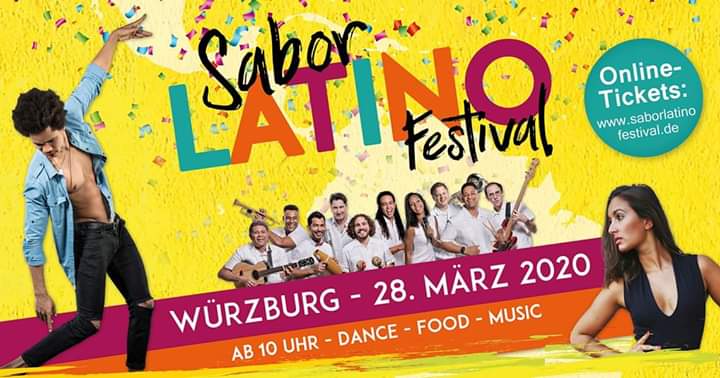 Sabor
LATINO
Festival
Online-
Tickets:
www.saborlatino
festival.de
WÜRZBURG - 28. MÄRZ 2020
AB 10 UHR - DANCE - FOOD - MUSIC